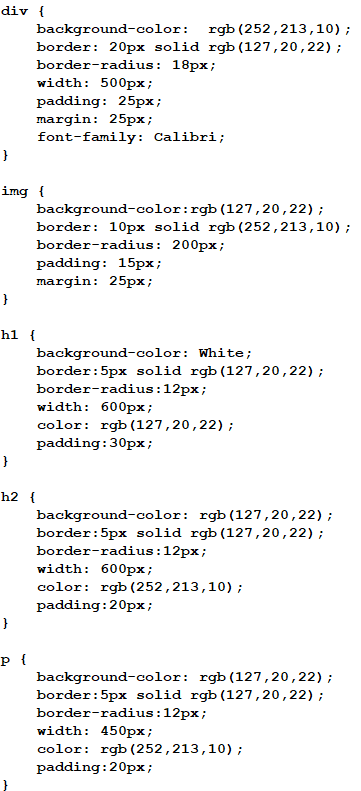 div {
    background-color:  rgb(252,213,10);
    border: 20px solid rgb(127,20,22);
    border-radius: 18px;
    width: 500px;
    padding: 25px;
    margin: 25px;
    font-family: Calibri;
}

img {
    background-color:rgb(127,20,22);
    border: 10px solid rgb(252,213,10);
    border-radius: 200px;
    padding: 15px;
    margin: 25px;
}

h1 {
    background-color: White;
    border:5px solid rgb(127,20,22);
    border-radius:12px;
    width: 600px;
    color: rgb(127,20,22);
    padding:30px;
}

h2 {
    background-color: rgb(127,20,22);
    border:5px solid rgb(127,20,22);
    border-radius:12px;
    width: 600px;
    color: rgb(252,213,10);
    padding:20px;
}

p {
    background-color: rgb(127,20,22);
    border:5px solid rgb(127,20,22);
    border-radius:12px;
    width: 450px;
    color: rgb(252,213,10);
    padding:20px;
}